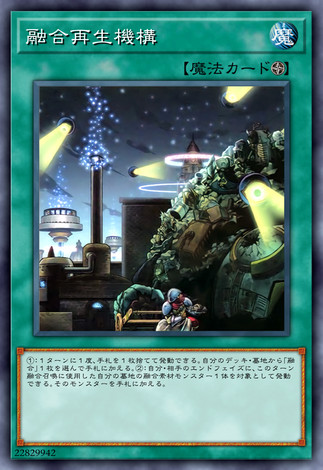 融合再生機構
魔
【魔法カード】
①:1ターンに1度、手札を1枚捨てて発動できる。自分のデッキ・墓地から「融
合」1枚を選んで手札に加える。②:自分・相手のエンドフェイズに、このターン
融合召喚に使用した自分の墓地の融合素材モンスター1体を対象として発動
できる。そのモンスターを手札に加える。
22829942